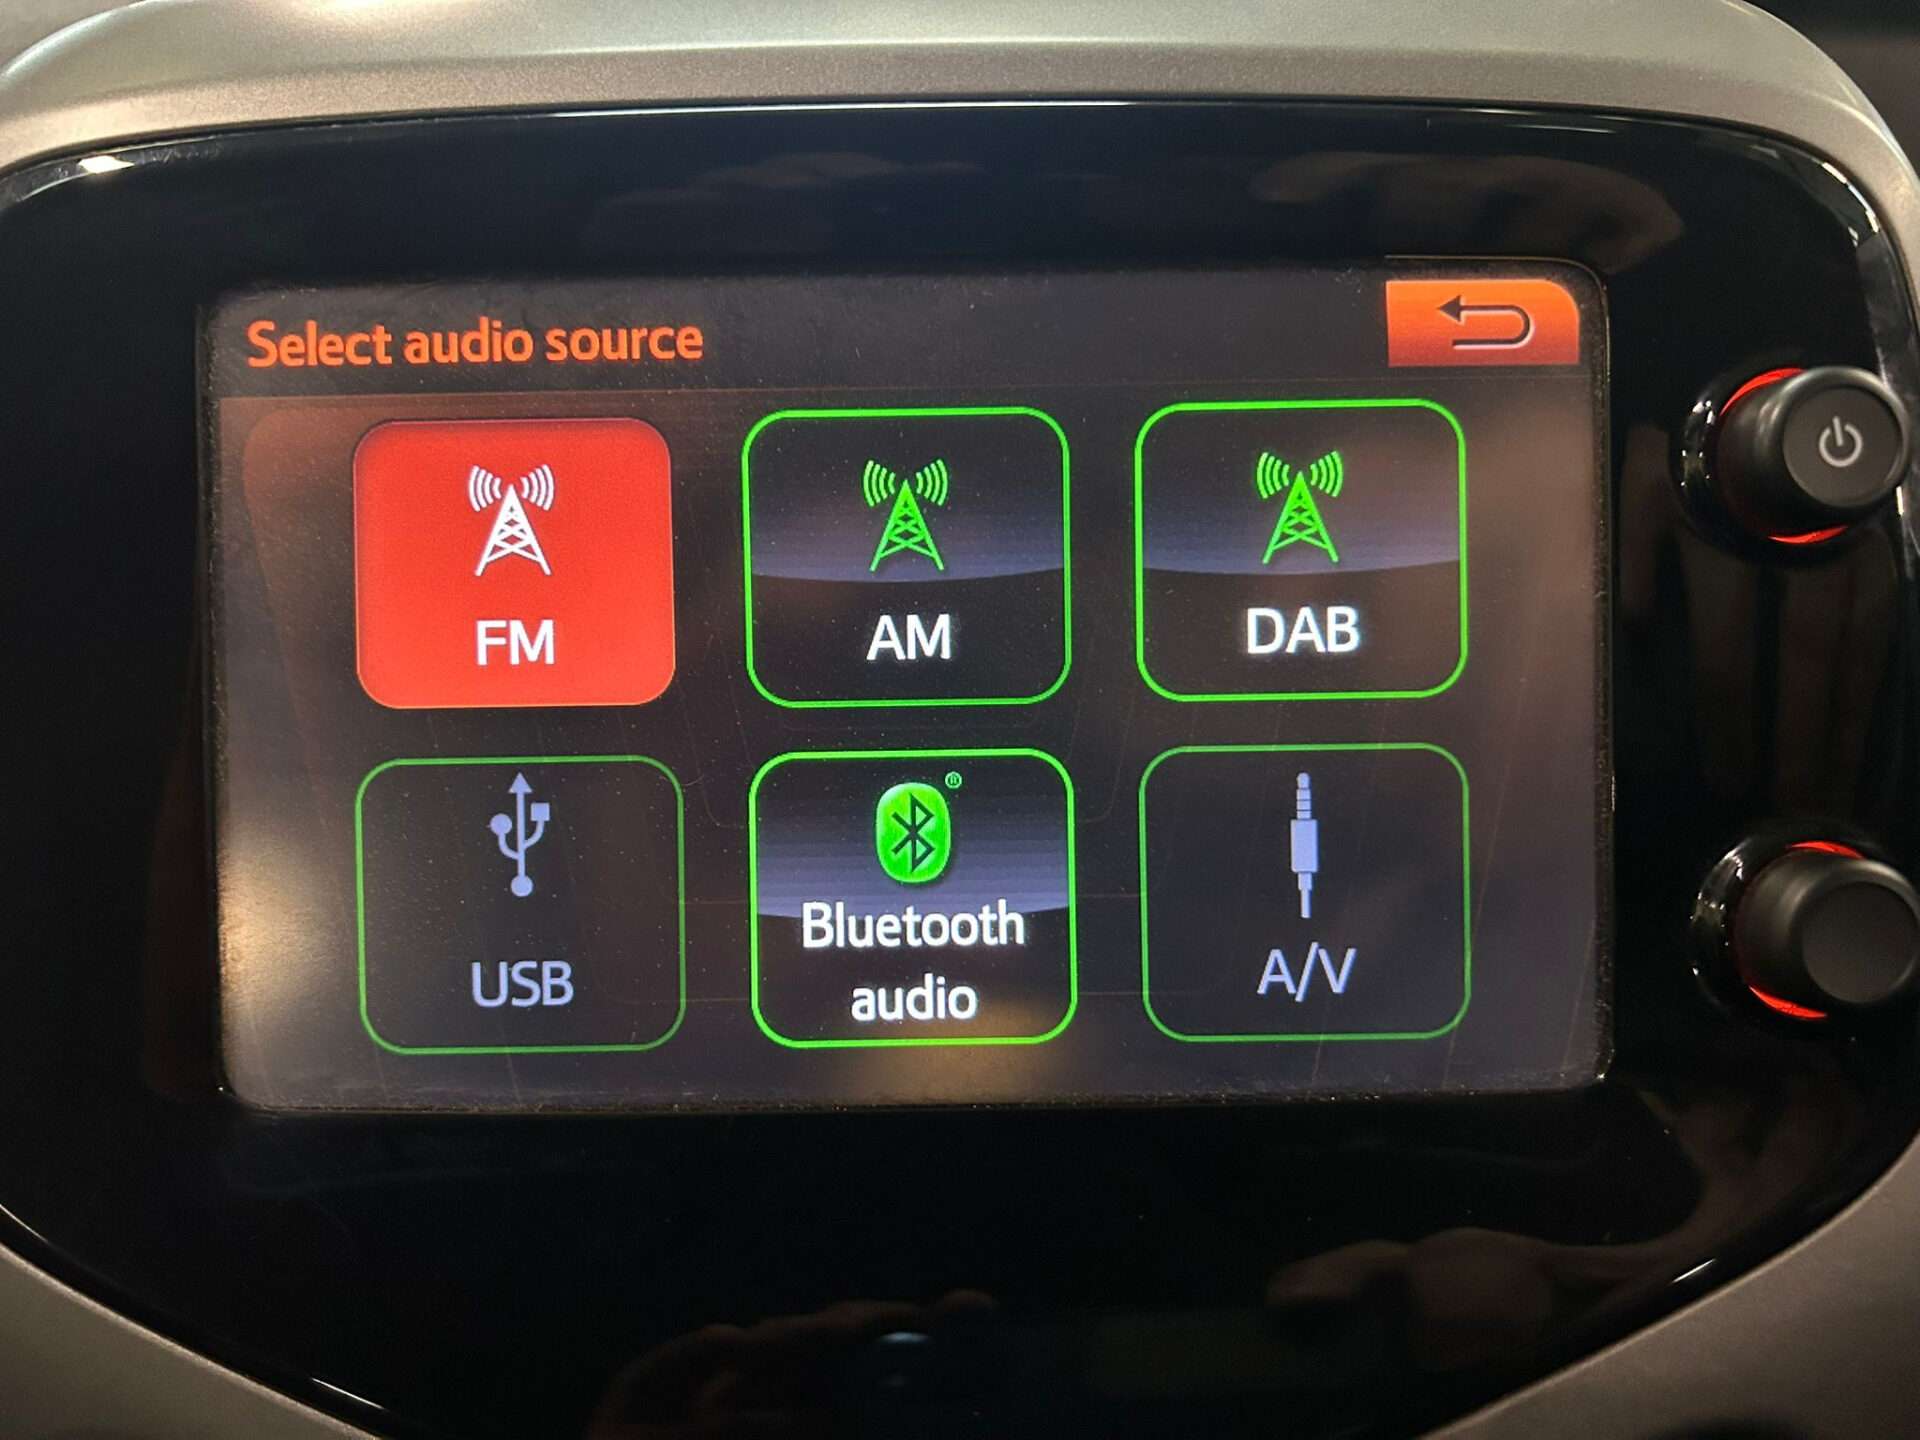 Select audio source
FM
AM
DAB
USB
®
Bluetooth
audio
A/V